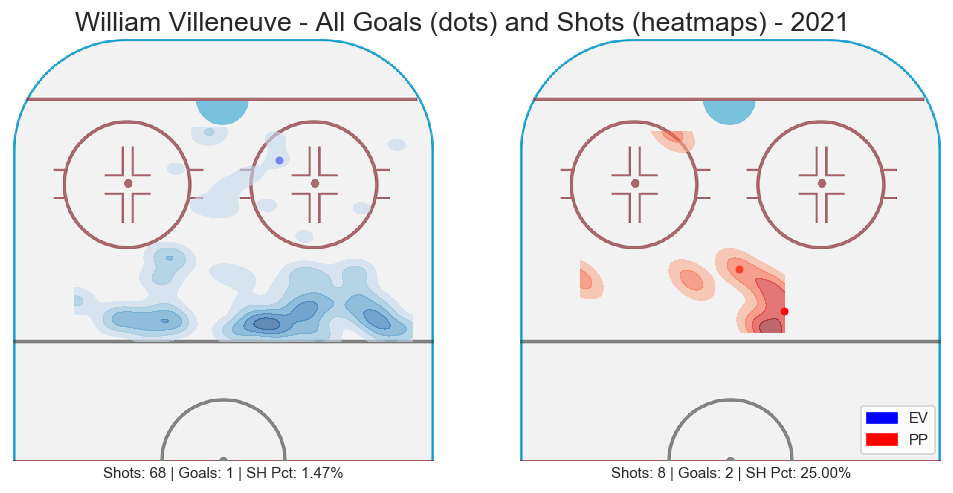 William Villeneuve - All Goals (dots) and Shots (heatmaps) - 2021
EV
PP
Shots: 68 | Goals: 1 | SH Pct: 1.47%
Shots: 8 | Goals: 2 | SH Pct: 25.00%